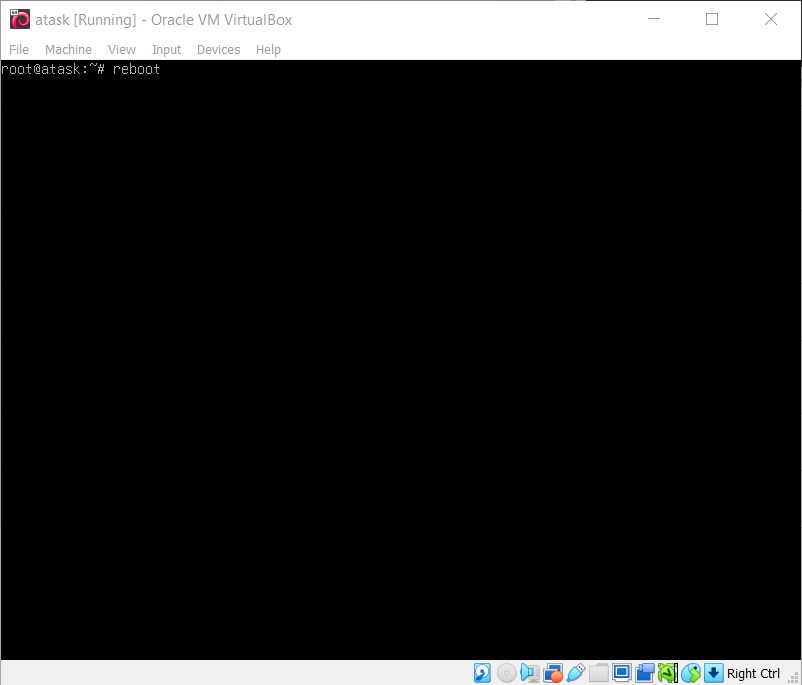 atask [Running] - Oracle VM VirtualBox
File Machine View Input Devices Help
root@atask:~# reboot
Right Ctrl